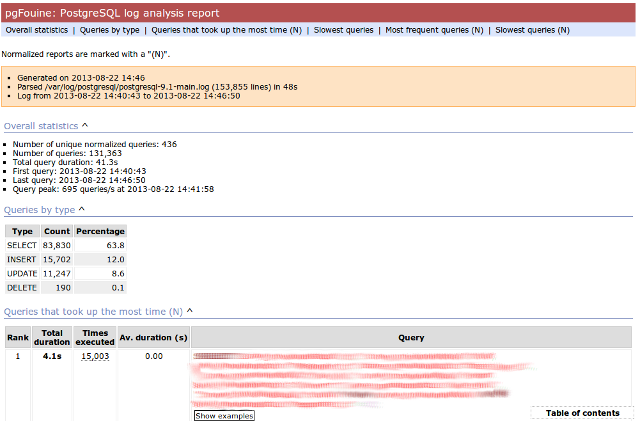 pgFouine: PostgreSQL log analysis report
Overall statistics | Queries by type | Queries that took up the most time (N) | Slowest queries | Most frequent queries (N) | Slowest queries (N)
Normalized reports are marked with a "(N)".
Generated on 2013-08-22 14:46
Parsed /var/log/postgresql/postgresql-9.1-main.log (153,855 lines) in 48s
Log from 2013-08-22 14:40:43 to 2013-08-22 14:46:50
Overall statistics ^
Number of unique normalized queries: 436
Number of queries: 131,363
Total query duration: 41.3s
First query: 2013-08-22 14:40:43
Last query: 2013-08-22 14:46:50
Query peak: 695 queries/s at 2013-08-22 14:41:58
Queries by type ^
Type Count Percentage
SELECT 83,830 63.8
INSERT 15,702 12.0
UPDATE 11,247 8.6
DELETE 190 0.1
Queries that took up the most time (N) ^
Rank Total duration Times executed Av. duration (s) Query
1 4.1s 15,003 0.00
Show examples
Table of contents